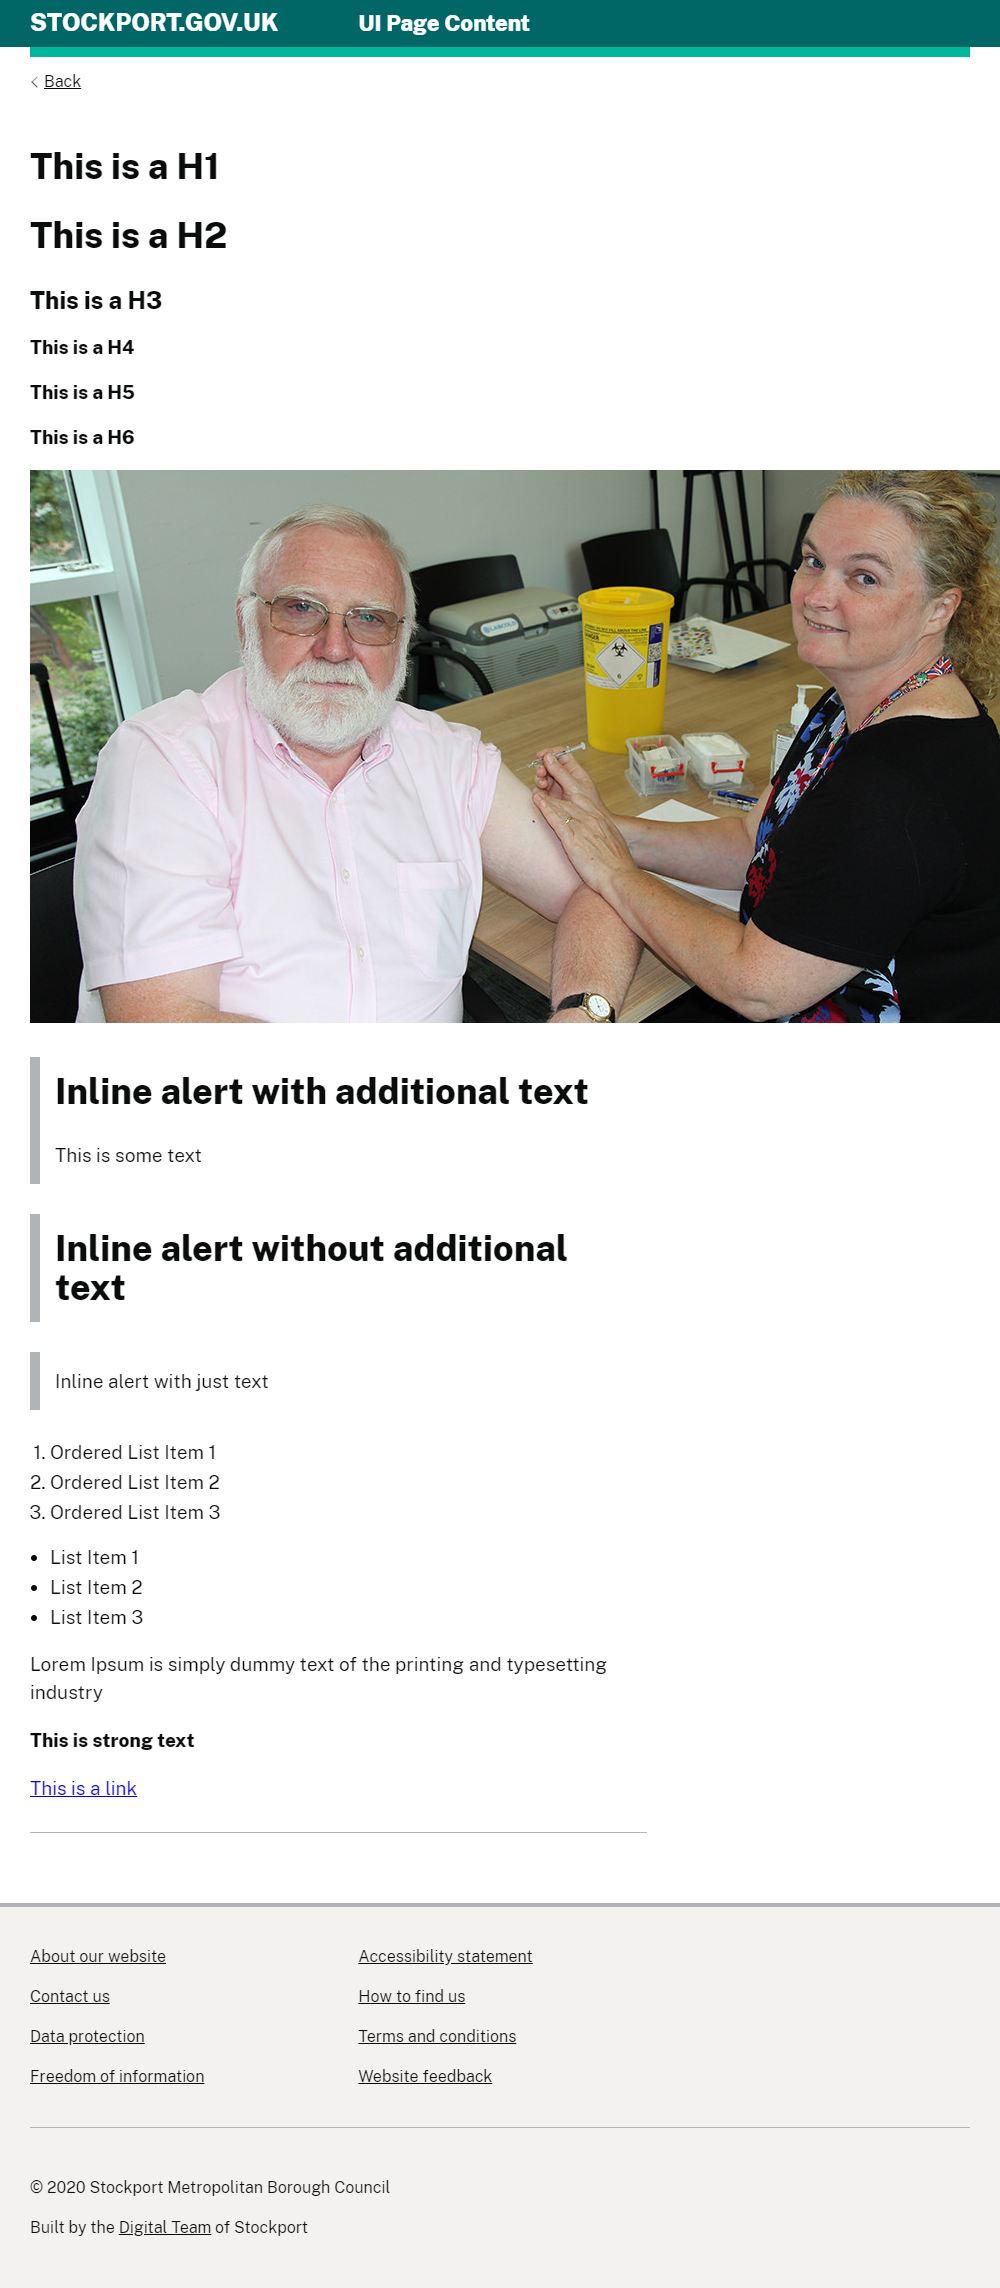 STOCKPORT.GOV.UK UI Page Content
Back
This is a H1
This is a H2
This is a H3
This is a H4
This is a H5
This is a H6
LABCOLD
DANGER
6
Inline alert with additional text
This is some text
Inline alert without additional
text
Inline alert with just text
1. Ordered List Item 1
2. Ordered List Item 2
3. Ordered List Item 3
• List Item 1
• List Item 2
• List Item 3
Lorem Ipsum is simply dummy text of the printing and typesetting
industry
This is strong text
This is a link
About our website Accessibility statement
Contact us How to find us
Data protection Terms and conditions
Freedom of information Website feedback
© 2020 Stockport Metropolitan Borough Council
Built by the Digital Team of Stockport